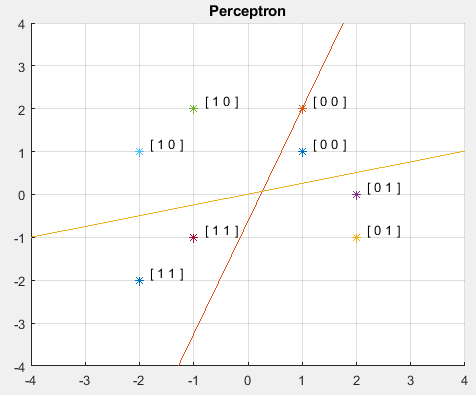 Perceptron
4
3
[ 1 0 ] [ 0 0 ]
2
[ 1 0 ] [ 0 0 ]
1
[ 0 1 ]
0
[ 1 1 ] [ 0 1 ]
-1
[ 1 1 ]
-2
-3
-4
-4 -3 -2 -1 0 1 2 3 4